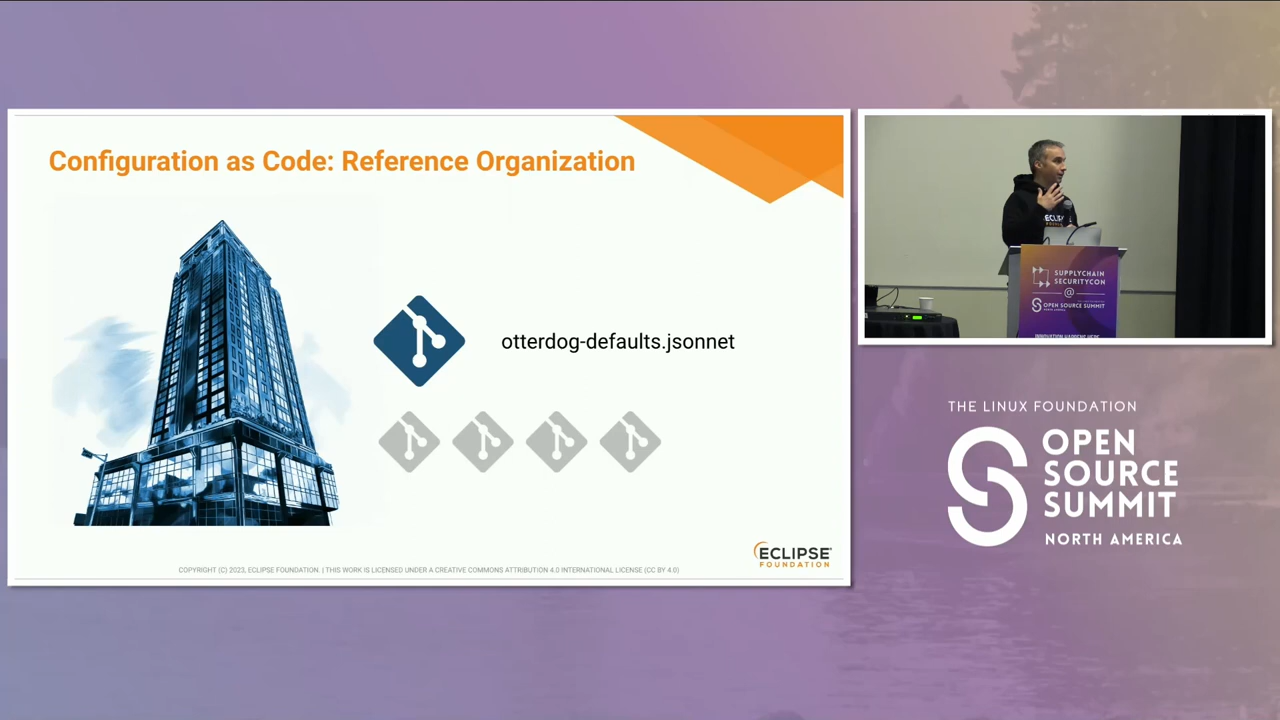 Configuration as Code: Reference Organization
otterdog-defaults.jsonnet
ECLIPSE
FOUNDATION
COPYRIGHT (C) 2023, ECLIPSE FOUNDATION. | THIS WORK IS LICENSED UNDER A CREATIVE COMMONS ATTRIBUTION 4.0 INTERNATIONAL LICENSE (CC BY 4.0)
SUPPLYCHAIN
SECURITYCON
@
OPEN SOURCE SUMMIT
NORTH AMERICA
THE LINUX FOUNDATION
OPEN
SOURCE
SUMMIT
NORTH AMERICA